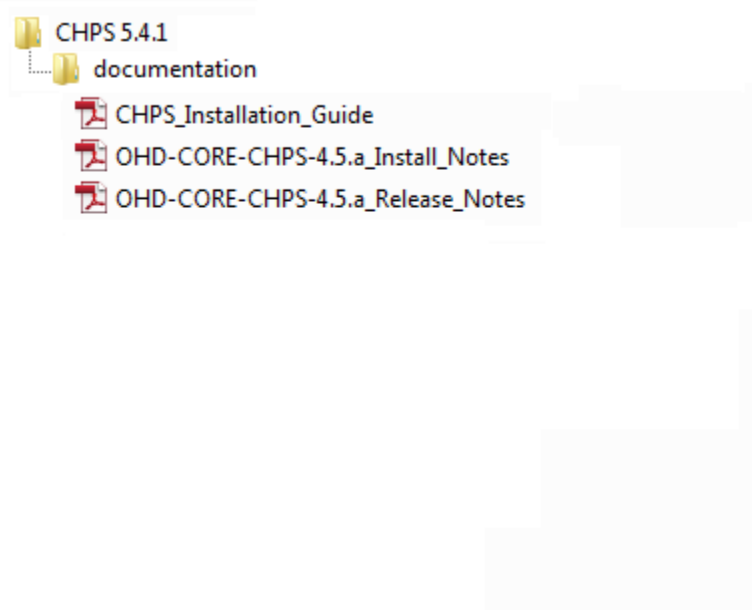 CHPS 5.4.1
documentation
CHPS_Installation_Guide
OHD-CORE-CHPS-4.5.a_Install_Notes
OHD-CORE-CHPS-4.5.a_Release_Notes